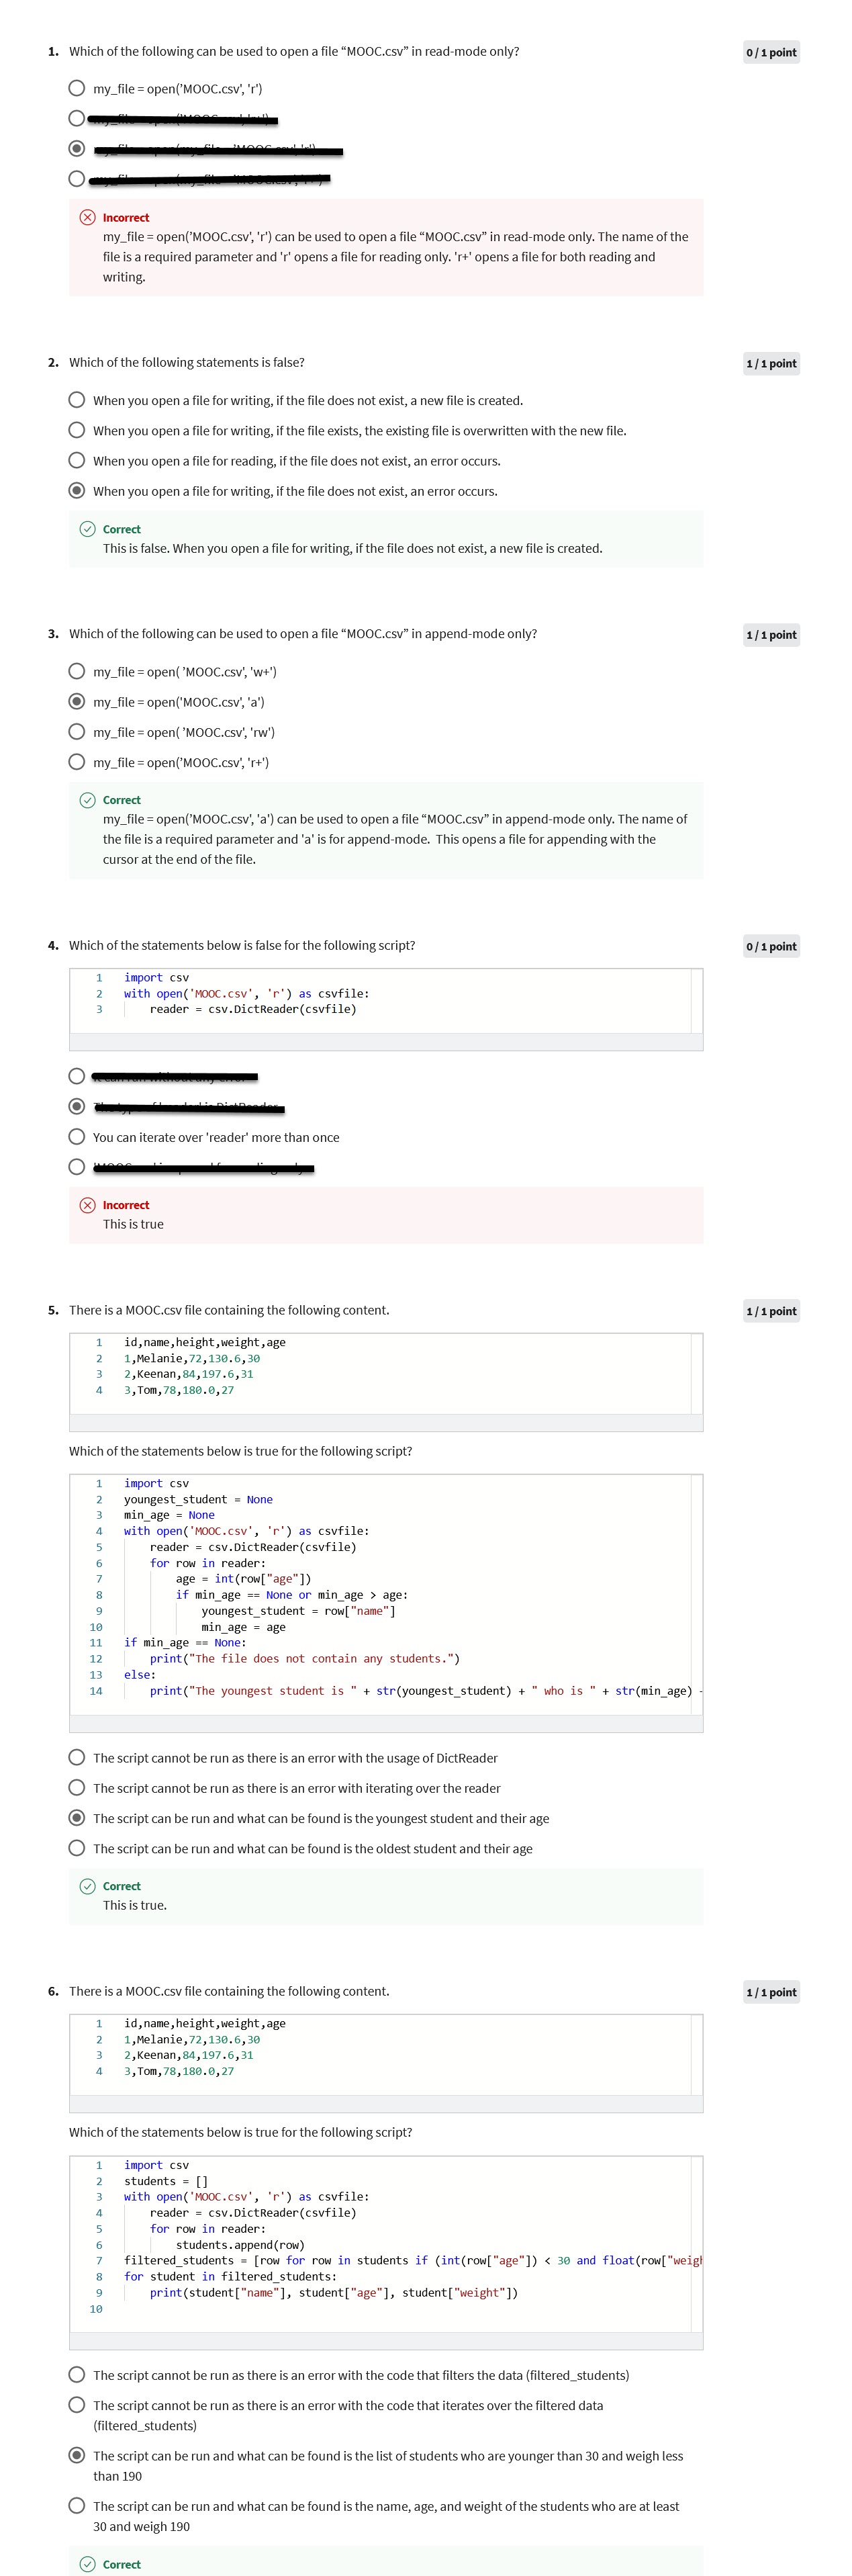 1. Which of the following can be used to open a file “MOOC.csv” in read-mode only?
0 / 1 point
my_file = open(’MOOC.csv', 'r')
Incorrect
my_file = open(’MOOC.csv', 'r') can be used to open a file “MOOC.csv” in read-mode only. The name of the
file is a required parameter and 'r' opens a file for reading only. 'r+' opens a file for both reading and
writing.
2. Which of the following statements is false?
1 / 1 point
When you open a file for writing, if the file does not exist, a new file is created.
When you open a file for writing, if the file exists, the existing file is overwritten with the new file.
When you open a file for reading, if the file does not exist, an error occurs.
When you open a file for writing, if the file does not exist, an error occurs.
Correct
This is false. When you open a file for writing, if the file does not exist, a new file is created.
3. Which of the following can be used to open a file “MOOC.csv” in append-mode only?
1 / 1 point
my_file = open( ’MOOC.csv', 'w+')
my_file = open('MOOC.csv', 'a')
my_file = open( ’MOOC.csv', 'rw')
my_file = open(’MOOC.csv', 'r+')
Correct
my_file = open(’MOOC.csv', 'a') can be used to open a file “MOOC.csv” in append-mode only. The name of
the file is a required parameter and 'a' is for append-mode. This opens a file for appending with the
cursor at the end of the file.
4. Which of the statements below is false for the following script?
0 / 1 point
1 import csv
2 with open('MOOC.csv', 'r') as csvfile:
3 reader = csv.DictReader(csvfile)
You can iterate over 'reader' more than once
Incorrect
This is true
5. There is a MOOC.csv file containing the following content.
1 / 1 point
1 id,name,height,weight,age
2 1,Melanie,72,130.6,30
3 2,Keenan,84,197.6,31
4 3,Tom,78,180.0,27
Which of the statements below is true for the following script?
1 import csv
2 youngest_student = None
3 min_age = None
4 with open('MOOC.csv', 'r') as csvfile:
5 reader = csv.DictReader(csvfile)
6 for row in reader:
7 age = int(row["age"])
8 if min_age == None or min_age > age:
9 youngest_student = row["name"]
10 min_age = age
11 if min_age == None:
12 print("The file does not contain any students.")
13 else:
14 print("The youngest student is " + str(youngest_student) + " who is " + str(min_age)
The script cannot be run as there is an error with the usage of DictReader
The script cannot be run as there is an error with iterating over the reader
The script can be run and what can be found is the youngest student and their age
The script can be run and what can be found is the oldest student and their age
Correct
This is true.
6. There is a MOOC.csv file containing the following content.
1 / 1 point
1 id,name,height,weight,age
2 1,Melanie,72,130.6,30
3 2,Keenan,84,197.6,31
4 3,Tom,78,180.0,27
Which of the statements below is true for the following script?
1 import csv
2 students = []
3 with open('MOOC.csv', 'r') as csvfile:
4 reader = csv.DictReader(csvfile)
5 for row in reader:
6 students.append(row)
7 filtered_students = [row for row in students if (int(row["age"]) < 30 and float(row["weigh
8 for student in filtered_students:
9 print(student["name"], student["age"], student["weight"])
10
The script cannot be run as there is an error with the code that filters the data (filtered_students)
The script cannot be run as there is an error with the code that iterates over the filtered data
(filtered_students)
The script can be run and what can be found is the list of students who are younger than 30 and weigh less
than 190
The script can be run and what can be found is the name, age, and weight of the students who are at least
30 and weigh 190
Correct